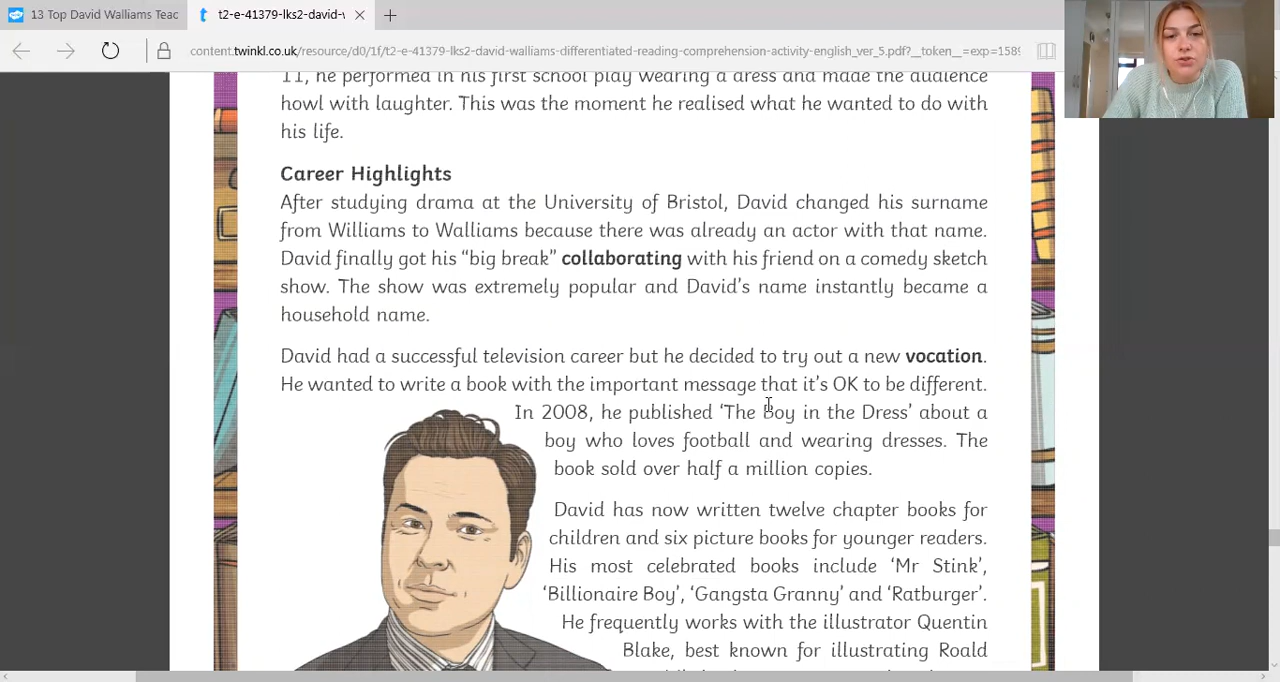 13 Top David Walliams Teac
t2-e-41379-lks2-david-v
content.twinkl.co.uk/resource/d0/1f/t2-e-41379-lks2-david-walliams-differentiated-reading-comprehension-activity-english_ver_5.pdf?__token__=exp=1589
11, he performed in his first school play wearing a dress and made the audience
howl with laughter. This was the moment he realised what he wanted to do with
his life.
Career Highlights
After studying drama at the University of Bristol, David changed his surname
from Williams to Walliams because there was already an actor with that name.
David finally got his “big break” collaborating with his friend on a comedy sketch
show. The show was extremely popular and David’s name instantly became a
household name.
David had a successful television career but he decided to try out a new vocation.
He wanted to write a book with the important message that it’s OK to be different.
In 2008, he published ‘The Boy in the Dress’ about a
boy who loves football and wearing dresses. The
book sold over half a million copies.
David has now written twelve chapter books for
children and six picture books for younger readers.
His most celebrated books include ‘Mr Stink’,
‘Billionaire Boy’, ‘Gangsta Granny’ and ‘Ratburger’.
He frequently works with the illustrator Quentin
Blake, best known for illustrating Roald